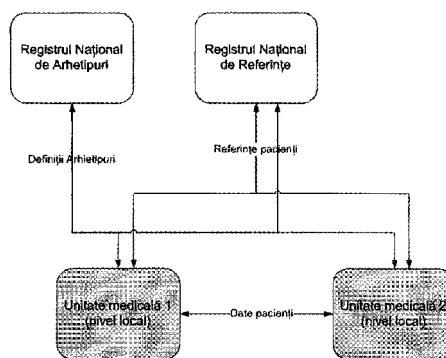 Registrul Național
de Arhetipuri
Registrul Național
de Referințe
Definiții Arhietipuri
Referințe pacienți
Unitate medicală 1
(nivel local)
Date pacienți
Unitate medicală 2
(nivel local)